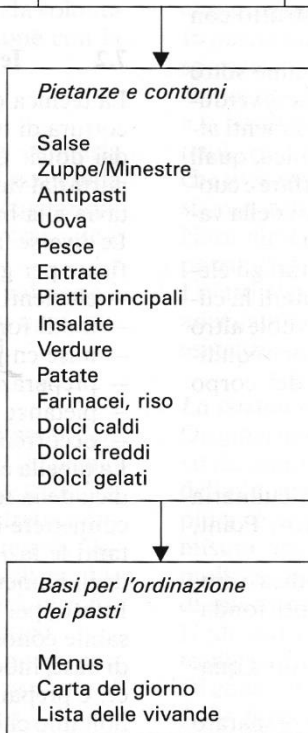 Pietanze e contorni
Salse
Zuppe/Minestre
Antipasti
Uova
Pesce
Entrate
Piatti principali
Insalate
Verdure
Patate
Farinacei, riso
Dolci caldi
Dolci freddi
Dolci gelati
Basi per l'ordinazione
dei pasti
Menus
Carta del giorno
Lista delle vivande